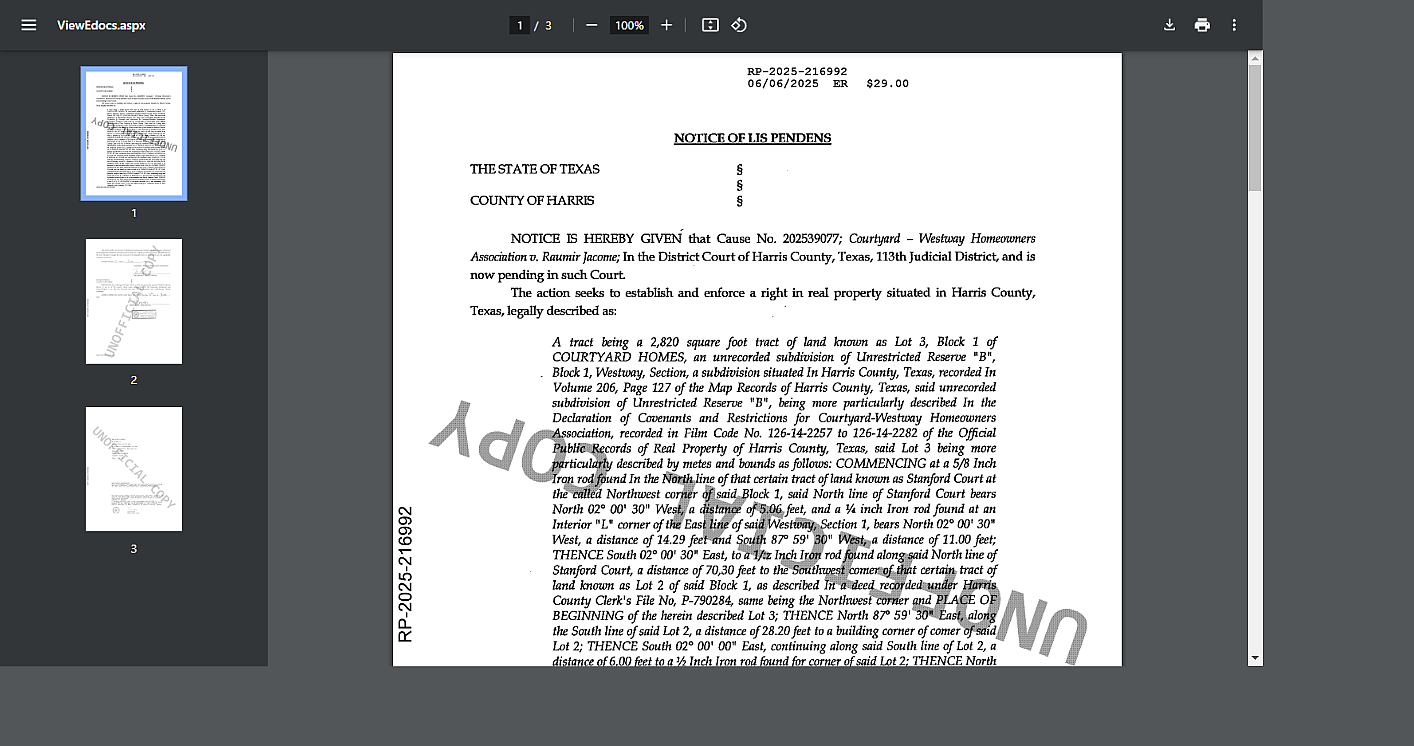 ViewEdocs.aspx
1 / 3
100%
1
2
3
RP-2025-216992
06/06/2025 ER $29.00
NOTICE OF LIS PENDENS
THE STATE OF TEXAS §
§
COUNTY OF HARRIS §
NOTICE IS HEREBY GIVEN that Cause No. 202539077; Courtyard – Westway Homeowners
Association v. Raumir Jacome; In the District Court of Harris County, Texas, 113th Judicial District, and is
now pending in such Court.
The action seeks to establish and enforce a right in real property situated in Harris County,
Texas, legally described as:
A tract being a 2,820 square foot tract of land known as Lot 3, Block 1 of
COURTYARD HOMES, an unrecorded subdivision of Unrestricted Reserve "B",
Block 1, Westway, Section, a subdivision situated In Harris County, Texas, recorded In
Volume 206, Page 127 of the Map Records of Harris County, Texas, said unrecorded
subdivision of Unrestricted Reserve "B", being more particularly described In the
Declaration of Covenants and Restrictions for Courtyard-Westway Homeowners
Association, recorded in Film Code No. 126-14-2257 to 126-14-2282 of the Official
Public Records of Real Property of Harris County, Texas, said Lot 3 being more
particularly described by metes and bounds as follows: COMMENCING at a 5/8 Inch
Iron rod found In the North line of that certain tract of land known as Stanford Court at
the called Northwest corner of said Block 1, said North line of Stanford Court bears
North 02° 00' 30" West, a distance of 5.06 feet, and a ¼ inch Iron rod found at an
Interior "L" corner of the East line of said Westway, Section 1, bears North 02° 00' 30"
West, a distance of 14.29 feet and South 87° 59' 30" West, a distance of 11.00 feet;
THENCE South 02° 00' 30" East, to a 1/z Inch Iron rod found along said North line of
Stanford Court, a distance of 70,30 feet to the Southwest comer of that certain tract of
land known as Lot 2 of said Block 1, as described In a deed recorded under Harris
County Clerk's File No, P-790284, same being the Northwest corner and PLACE OF
BEGINNING of the herein described Lot 3; THENCE North 87° 59' 30" East, along
the South line of said Lot 2, a distance of 28.20 feet to a building corner of comer of said
Lot 2; THENCE South 02° 00' 00" East, continuing along said South line of Lot 2, a
distance of 6.00 feet to a ½ Inch Iron rod found for corner of said Lot 2; THENCE North
RP-2025-216992
UNOFFICIAL COPY